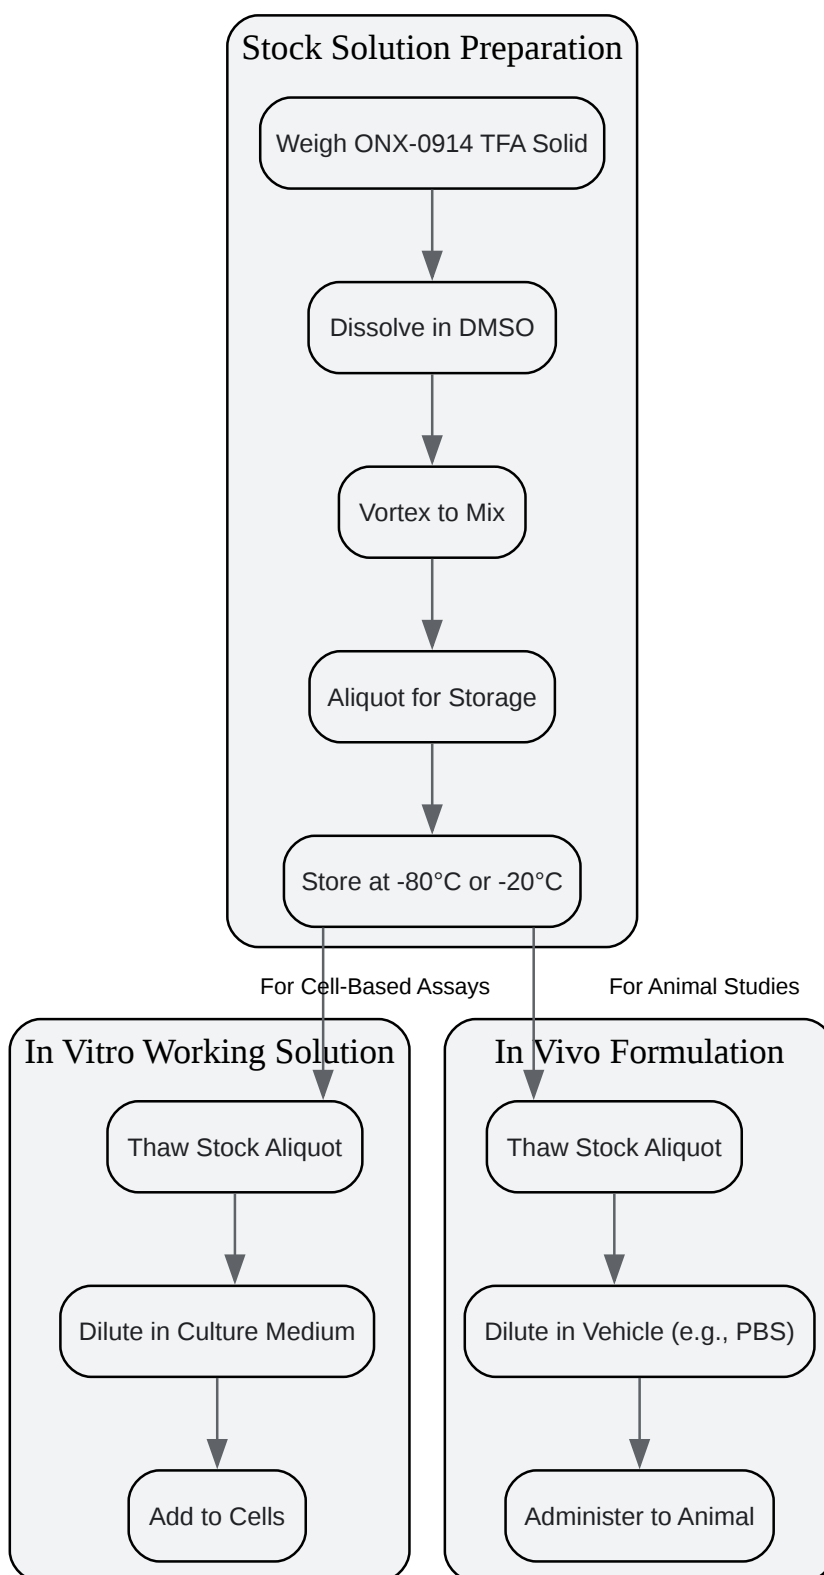 Stock Solution Preparation
Weigh ONX-0914 TFA Solid
Dissolve in DMSO
Vortex to Mix
Aliquot for Storage
Store at -80°C or -20°C
For Cell-Based Assays
For Animal Studies
In Vitro Working Solution
Thaw Stock Aliquot
Dilute in Culture Medium
Add to Cells
In Vivo Formulation
Thaw Stock Aliquot
Dilute in Vehicle (e.g., PBS)
Administer to Animal